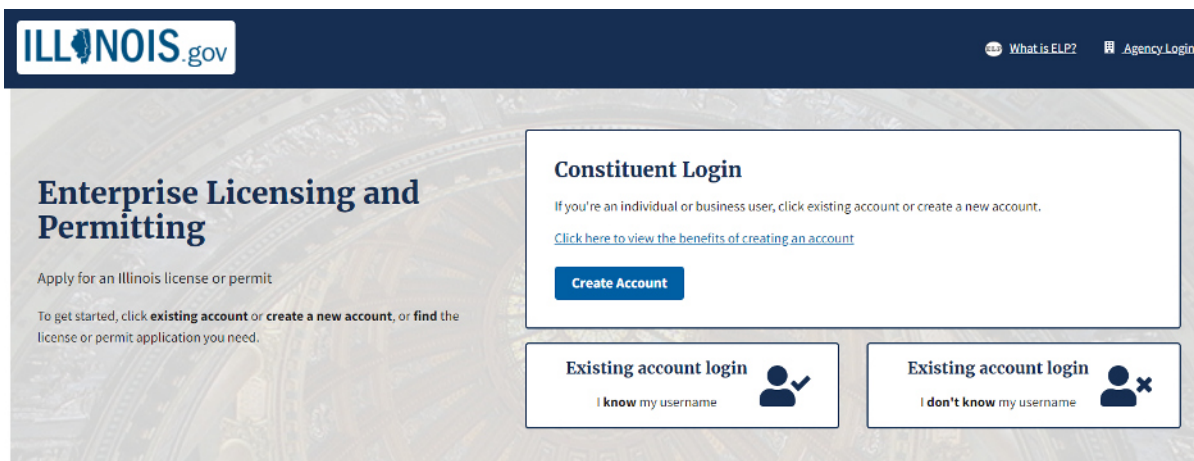 ILLINOIS.gov
ELP What is ELP? Agency Login
Enterprise Licensing and
Permitting
Apply for an Illinois license or permit
To get started, click existing account or create a new account, or find the
license or permit application you need.
Constituent Login
If you're an individual or business user, click existing account or create a new account.
Click here to view the benefits of creating an account
Create Account
Existing account login
I know my username
Existing account login
I don't know my username